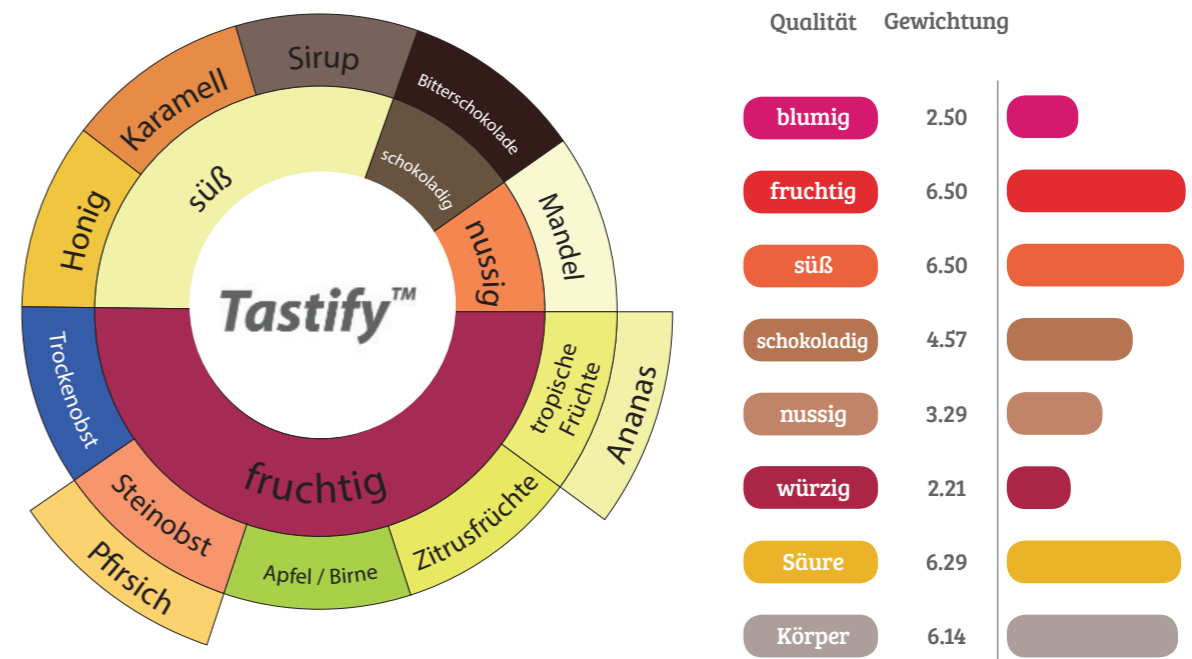 Sirup
Karamell
Bitterschokolade
Honig
süß
schokoladig
Mandel
nussig
Tastify™
Trockenobst
tropische
Früchte
Ananas
fruchtig
Steinobst
Zitrusfrüchte
Pfirsich
Apfel / Birne
Qualität Gewichtung
blumig 2.50
fruchtig 6.50
süß 6.50
schokoladig 4.57
nussig 3.29
würzig 2.21
Säure 6.29
Körper 6.14